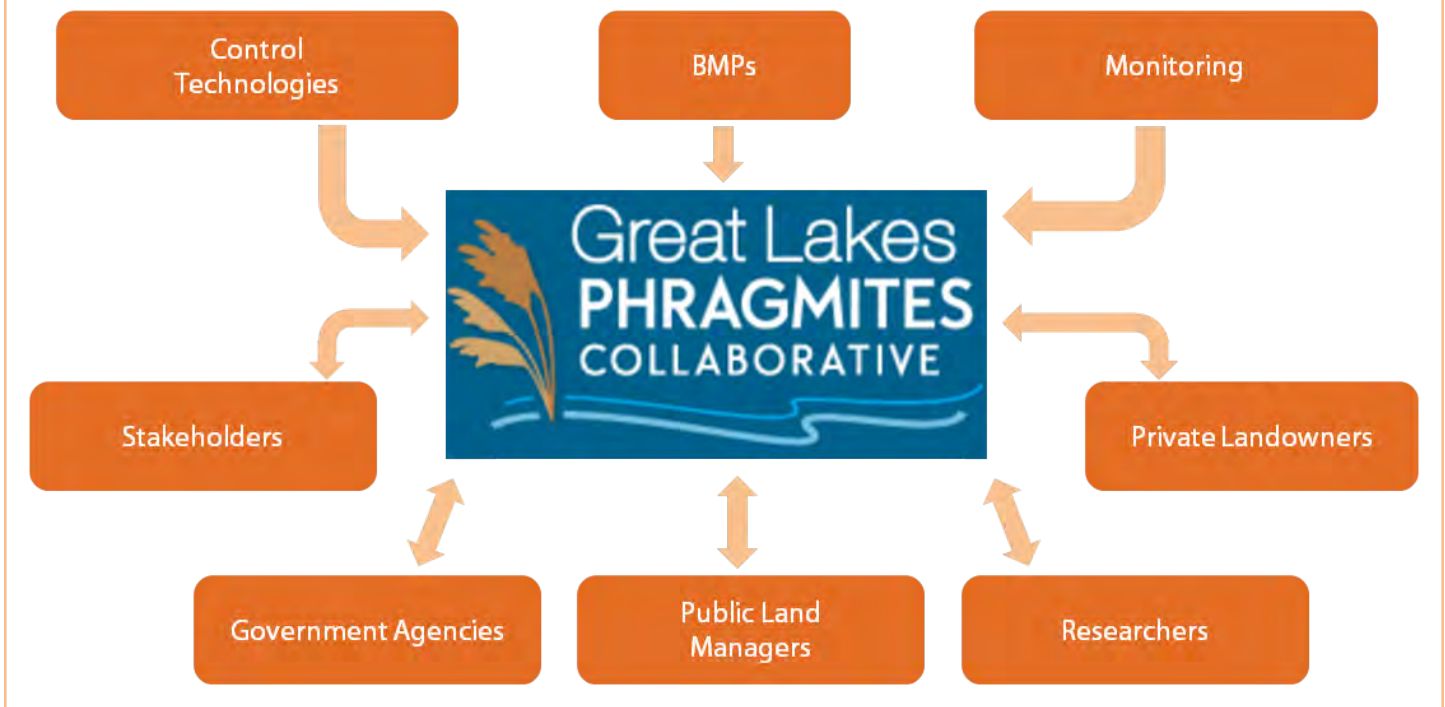 Control
Technologies
BMPs
Monitoring
Great Lakes
PHRAGMITES
COLLABORATIVE
Stakeholders
Private Landowners
Government Agencies
Public Land
Managers
Researchers